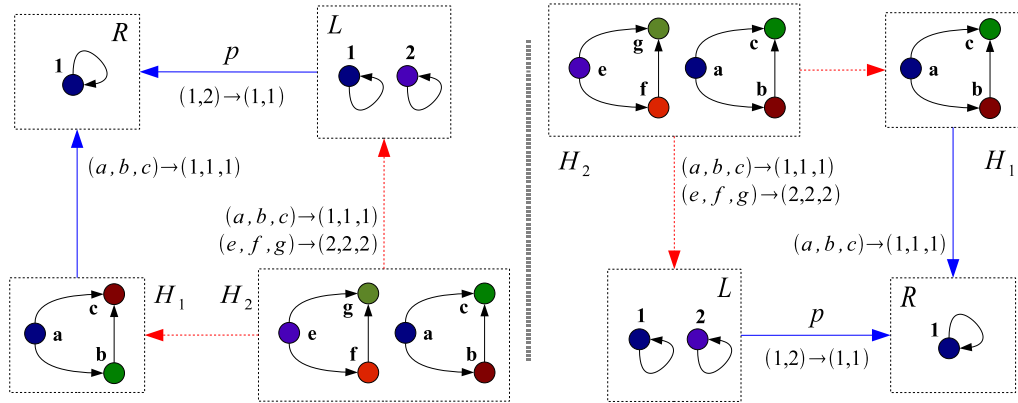 R
1
p
(1,2)→(1,1)
L
1 2
(a, b, c)→(1,1,1)
(a, b, c)→(1,1,1)
(e, f, g)→(2,2,2)
H1
c
a
b
H2
g
e
f
c
a
b
g
e
f
c
a
b
c
a
b
H2
H1
(a, b, c)→(1,1,1)
(e, f, g)→(2,2,2)
(a, b, c)→(1,1,1)
L
1 2
p
(1,2)→(1,1)
R
1